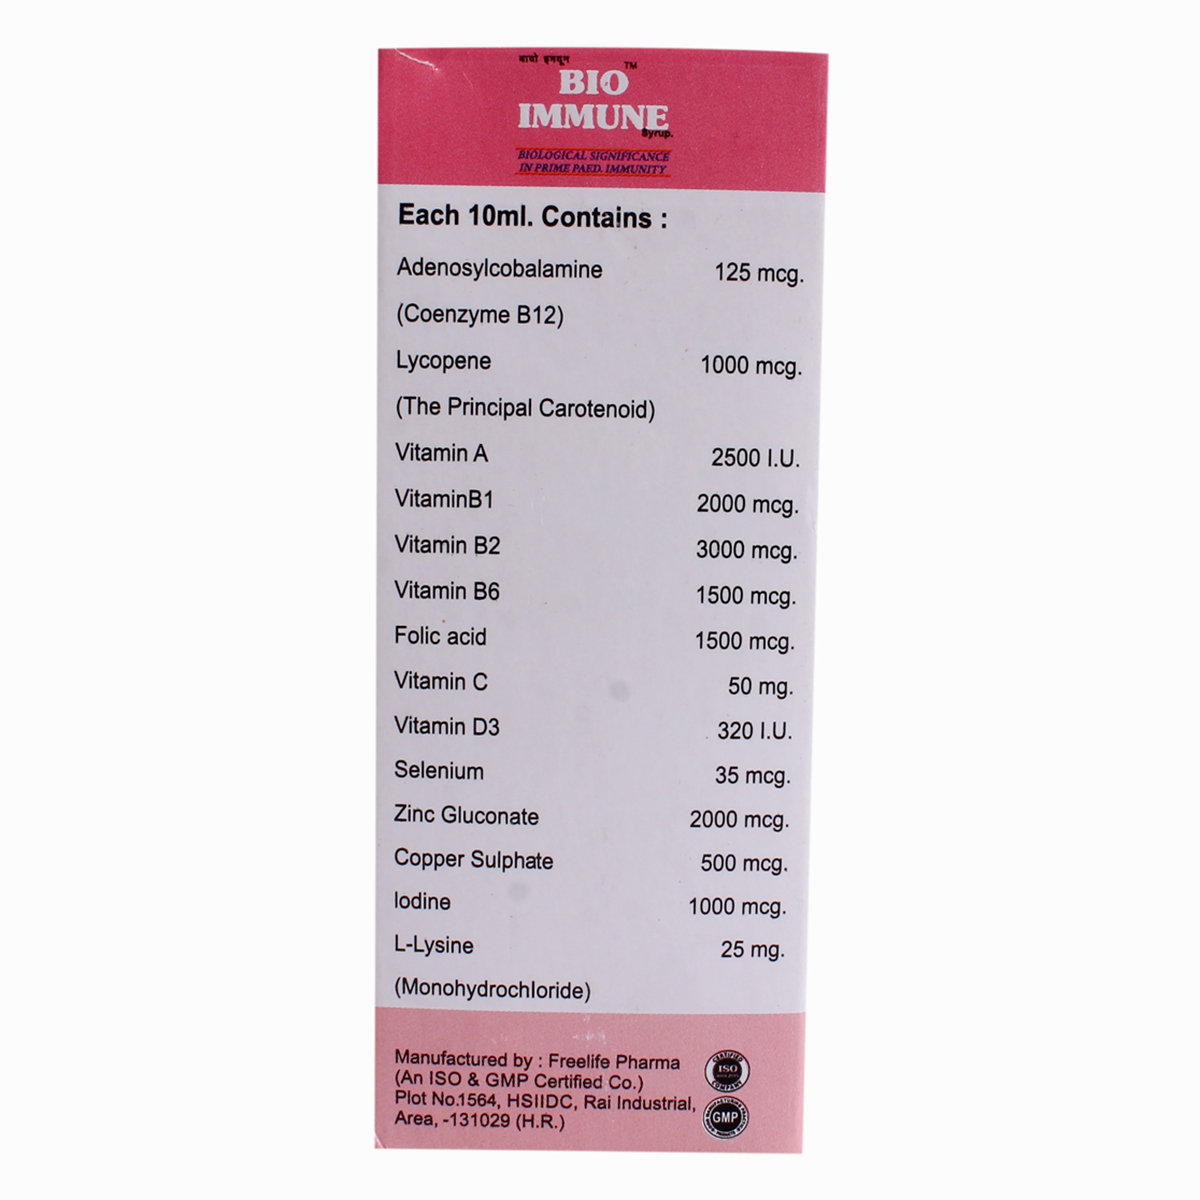 बायो इमयून
BIO TM
IMMUNE
Syrup.
BIOLOGICAL SIGNIFICANCE
IN PRIME PAED. IMMUNITY
Each 10ml. Contains :
Adenosylcobalamine 125 mcg.
(Coenzyme B12)
Lycopene 1000 mcg.
(The Principal Carotenoid)
Vitamin A 2500 I.U.
VitaminB1 2000 mcg.
Vitamin B2 3000 mcg.
Vitamin B6 1500 mcg.
Folic acid 1500 mcg.
Vitamin C 50 mg.
Vitamin D3 320 I.U.
Selenium 35 mcg.
Zinc Gluconate 2000 mcg.
Copper Sulphate 500 mcg.
Iodine 1000 mcg.
L-Lysine 25 mg.
(Monohydrochloride)
Manufactured by : Freelife Pharma
(An ISO & GMP Certified Co.)
Plot No.1564, HSIIDC, Rai Industrial,
Area, -131029 (H.R.)
CERTIFIED
ISO
COMPANY
GMP